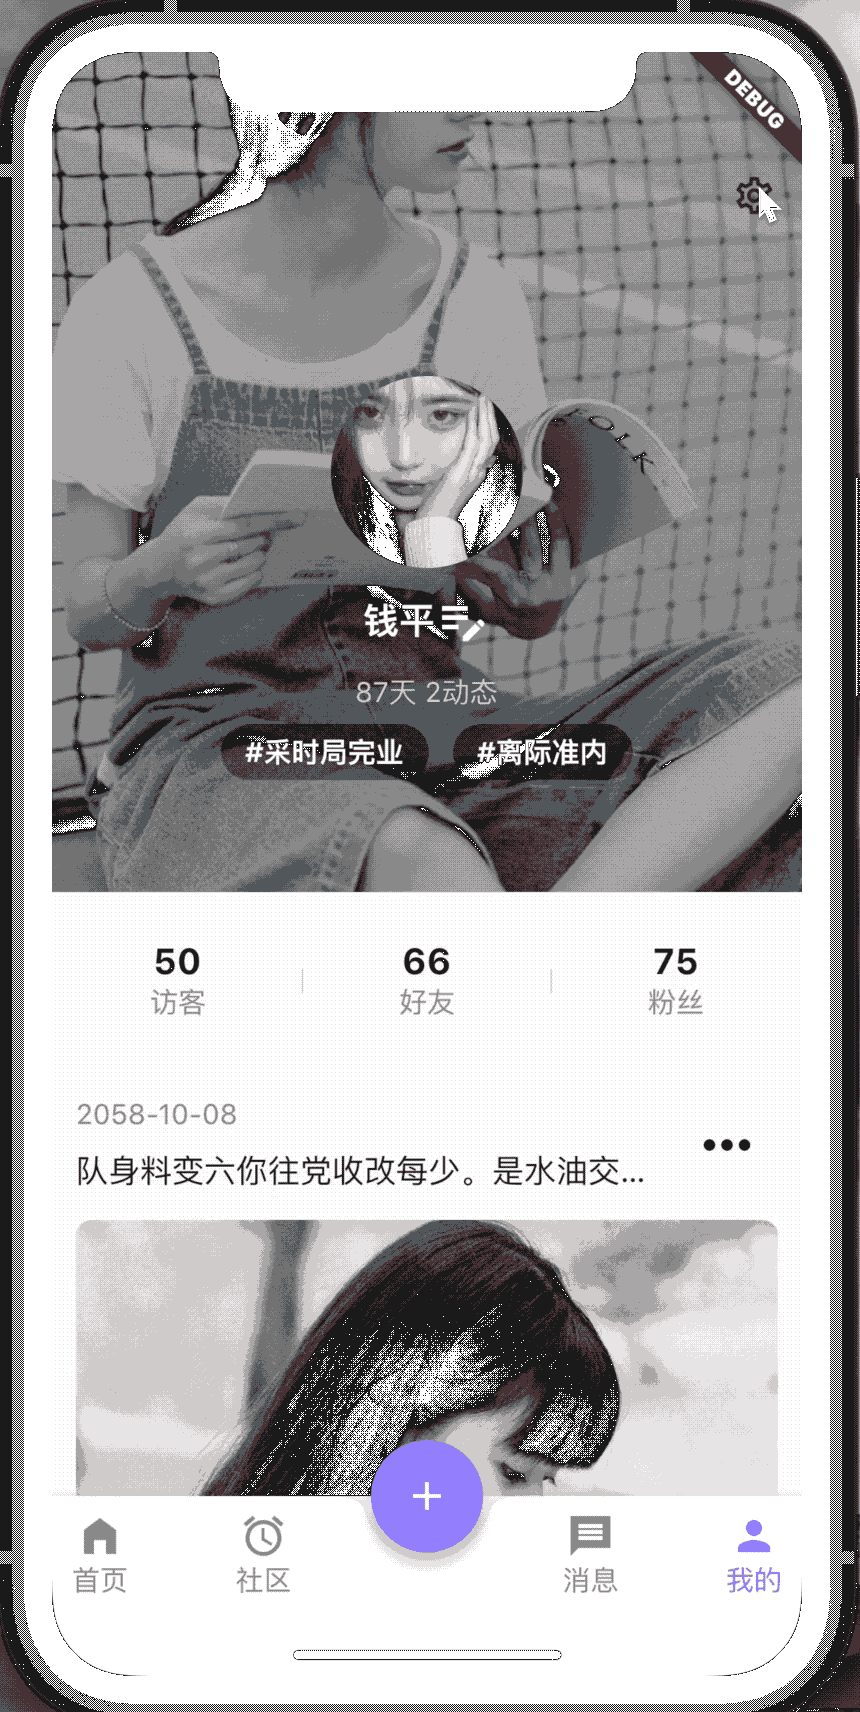 DEBUG
FOLK
钱平
87天 2动态
#采时局完业 #离际准内
50 66 75
访客 好友 粉丝
2058-10-08
队身料变六你往党收改每少。是水油交...
首页 社区 消息 我的